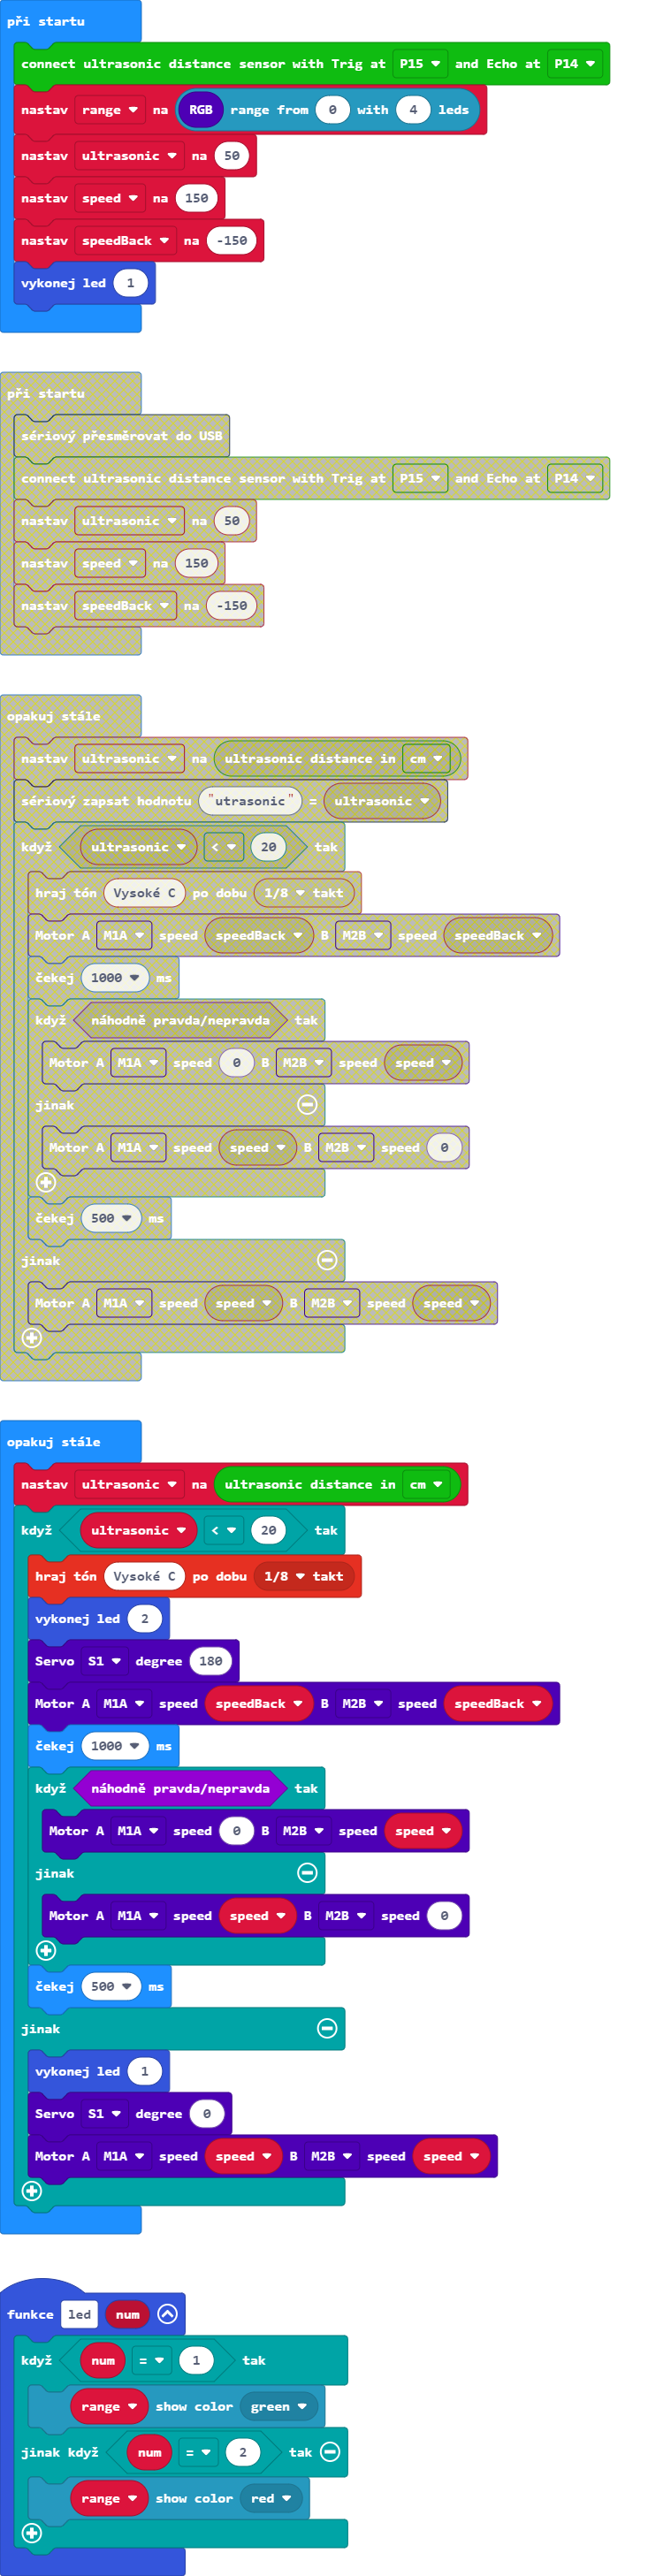 při startu
connect ultrasonic distance sensor with Trig at P15 and Echo at P14
nastav range na RGB range from 0 with 4 leds
nastav ultrasonic na 50
nastav speed na 150
nastav speedBack na -150
vykonej led 1
při startu
sériový přesměrovat do USB
connect ultrasonic distance sensor with Trig at P15 and Echo at P14
nastav ultrasonic na 50
nastav speed na 150
nastav speedBack na -150
opakuj stále
nastav ultrasonic na ultrasonic distance in cm
sériový zapsat hodnotu "utrasonic" = ultrasonic
když ultrasonic < 20 tak
hraj tón Vysoké C po dobu 1/8 takt
Motor A M1A speed speedBack B M2B speed speedBack
čekej 1000 ms
když náhodně pravda/nepravda tak
Motor A M1A speed 0 B M2B speed speed
jinak
Motor A M1A speed speed B M2B speed 0
čekej 500 ms
jinak
Motor A M1A speed speed B M2B speed speed
opakuj stále
nastav ultrasonic na ultrasonic distance in cm
když ultrasonic < 20 tak
hraj tón Vysoké C po dobu 1/8 takt
vykonej led 2
Servo S1 degree 180
Motor A M1A speed speedBack B M2B speed speedBack
čekej 1000 ms
když náhodně pravda/nepravda tak
Motor A M1A speed 0 B M2B speed speed
jinak
Motor A M1A speed speed B M2B speed 0
čekej 500 ms
jinak
vykonej led 1
Servo S1 degree 0
Motor A M1A speed speed B M2B speed speed
funkce led num
když num = 1 tak
range show color green
jinak když num = 2 tak
range show color red